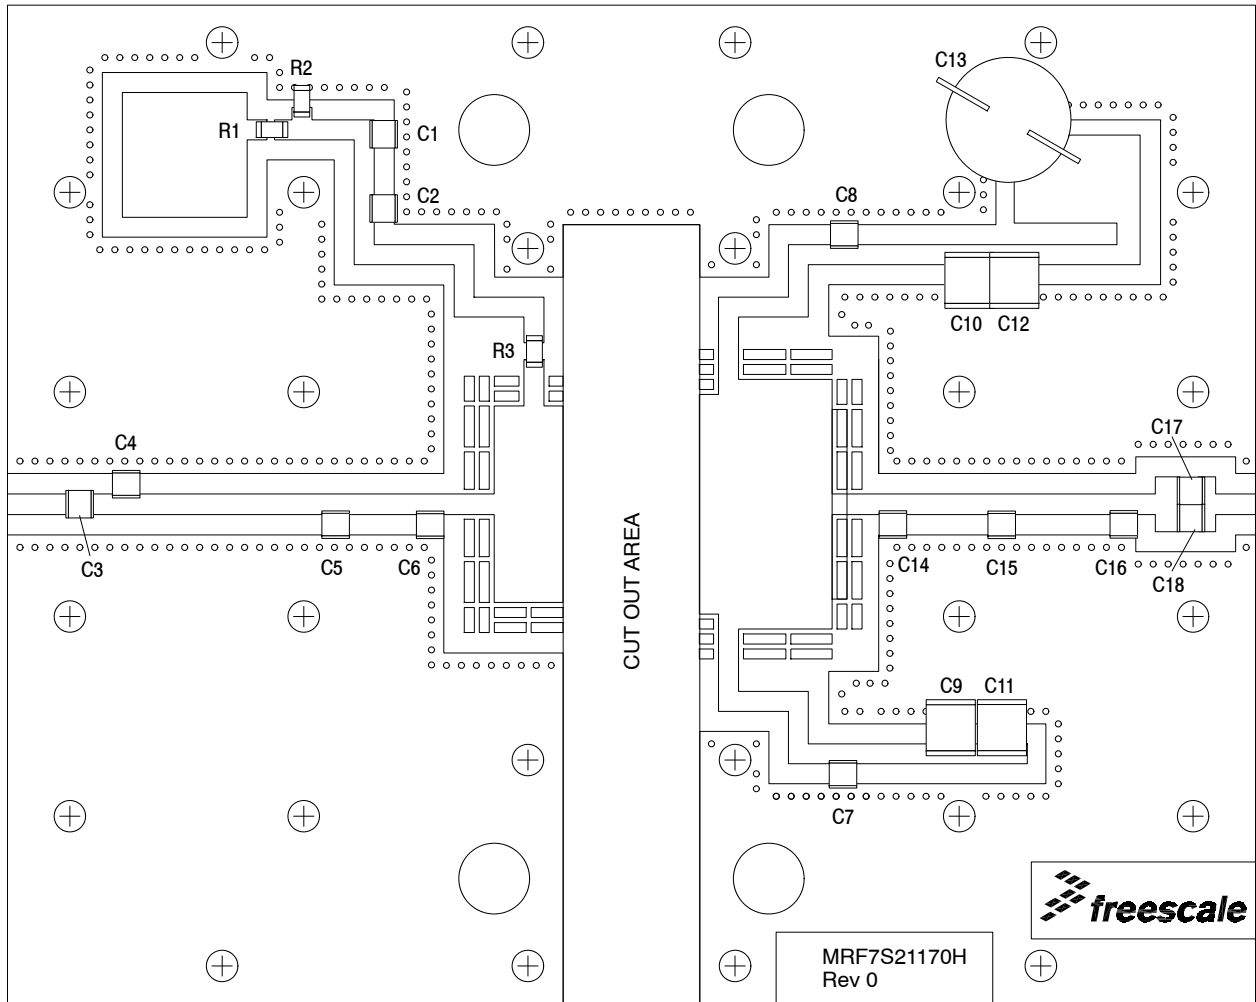 C13
R2
R1
C1
C2
C8
C10
C12
R3
C17
C4
C3
C5
C6
C14
C15
C16
C18
CUT OUT AREA
C9
C11
C7
freescale
MRF7S21170H
Rev 0